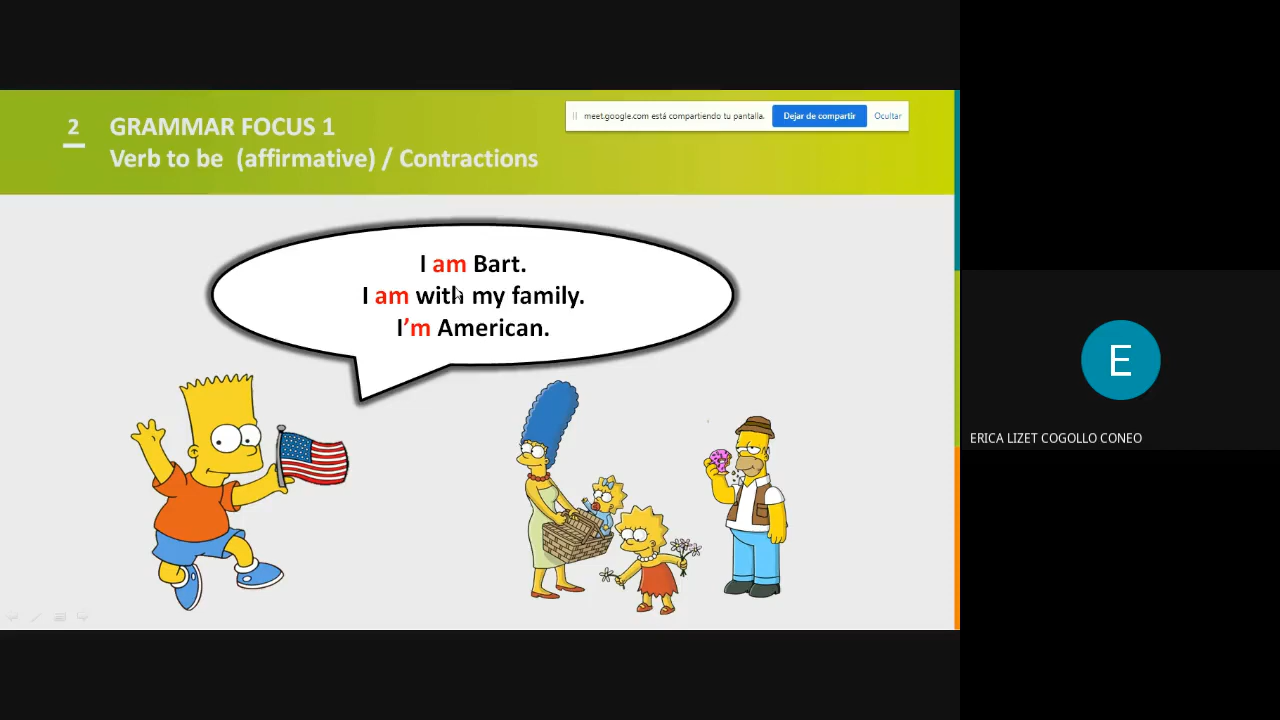 2
GRAMMAR FOCUS 1
Verb to be (affirmative) / Contractions
meet.google.com está compartiendo tu pantalla. Dejar de compartir Ocultar
I am Bart.
I am with my family.
I'm American.
E
ERICA LIZET COGOLLO CONEO